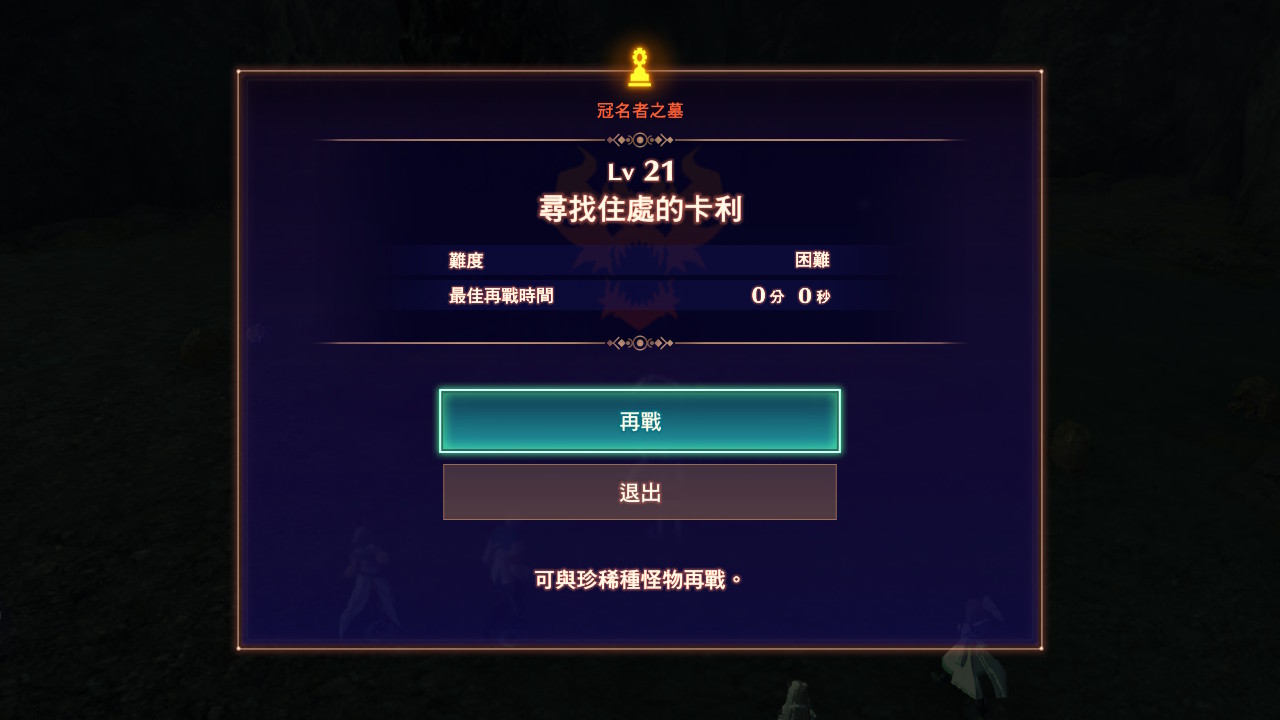 冠名者之墓
Lv 21
尋找住處的卡利
難度 困難
最佳再戰時間 0分 0秒
再戰
退出
可與珍稀種怪物再戰。